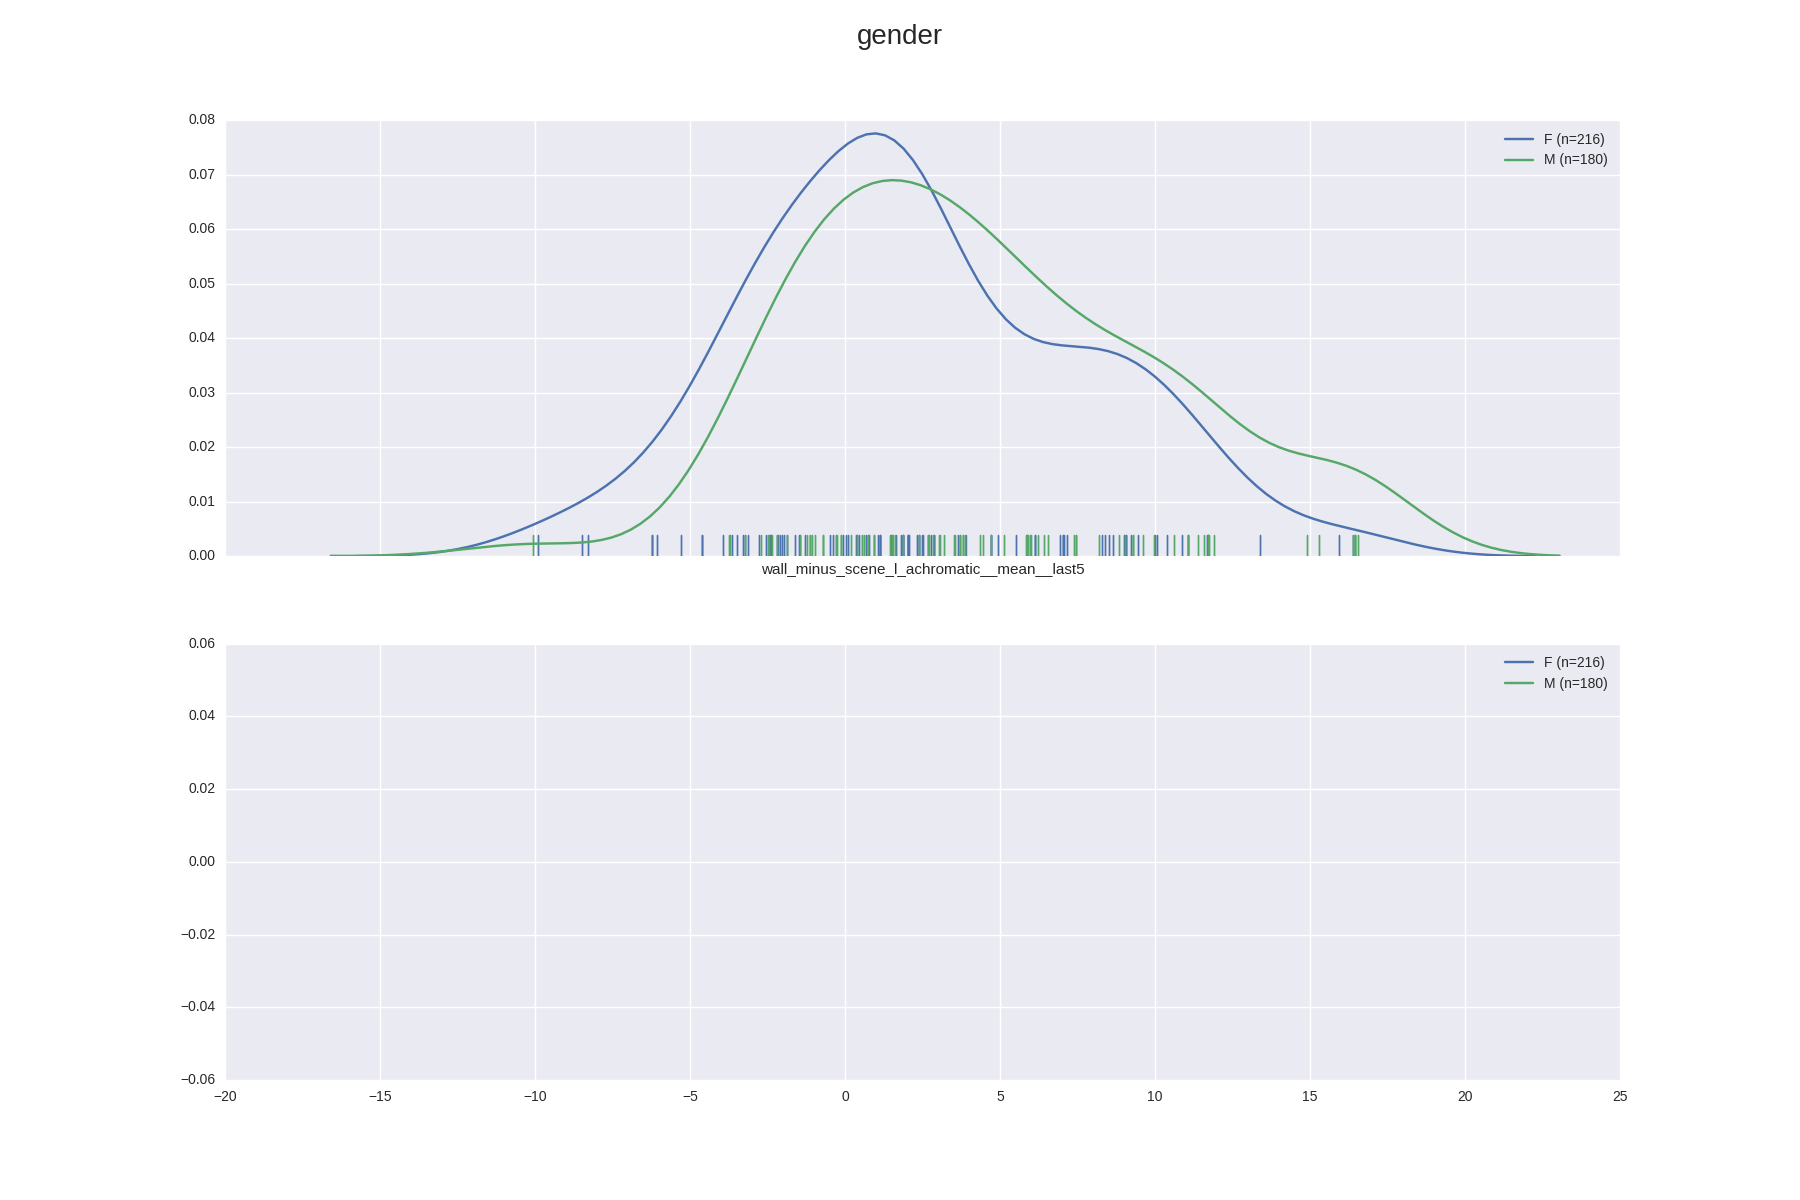 gender
0.08
0.07
0.06
0.05
0.04
0.03
0.02
0.01
0.00
F (n=216)
M (n=180)
wall_minus_scene_l_achromatic__mean__last5
0.06
0.04
0.02
0.00
−0.02
−0.04
−0.06
F (n=216)
M (n=180)
−20 −15 −10 −5 0 5 10 15 20 25